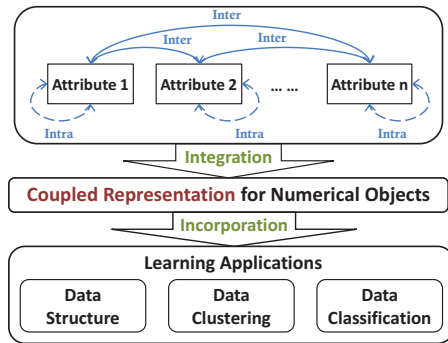 Inter
Inter Inter
Attribute 1 Attribute 2 ... ... Attribute n
Intra Intra Intra
Integration
Coupled Representation for Numerical Objects
Incorporation
Learning Applications
Data Data Data
Structure Clustering Classification